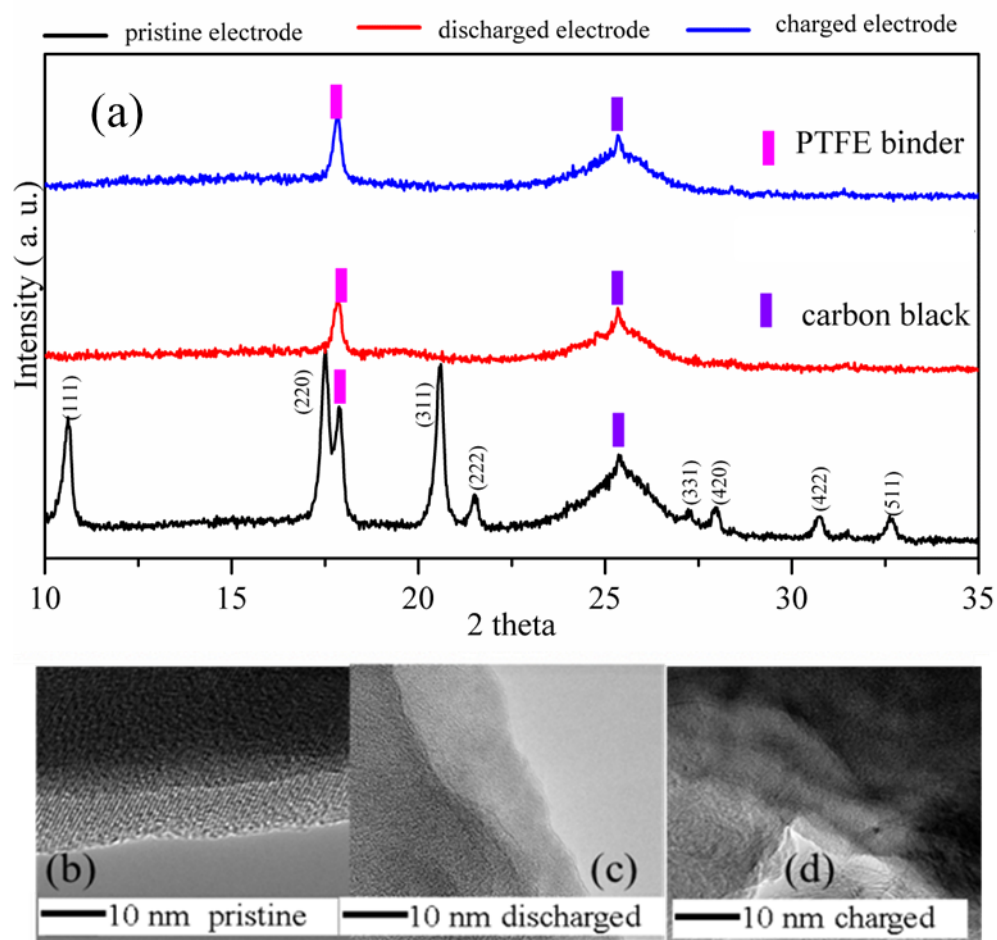 pristine electrode discharged electrode charged electrode
(a)
PTFE binder
carbon black
Intensity ( a. u.)
(111)
(220)
(311)
(222)
(331)
(420)
(422)
(511)
10 15 20 25 30 35
2 theta
(b) (c) (d)
10 nm pristine 10 nm discharged 10 nm charged